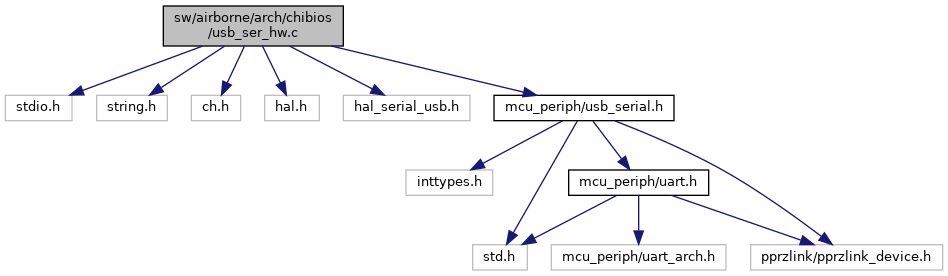 sw/airborne/arch/chibios
/usb_ser_hw.c
stdio.h
string.h
ch.h
hal.h
hal_serial_usb.h
mcu_periph/usb_serial.h
inttypes.h
mcu_periph/uart.h
std.h
mcu_periph/uart_arch.h
pprzlink/pprzlink_device.h